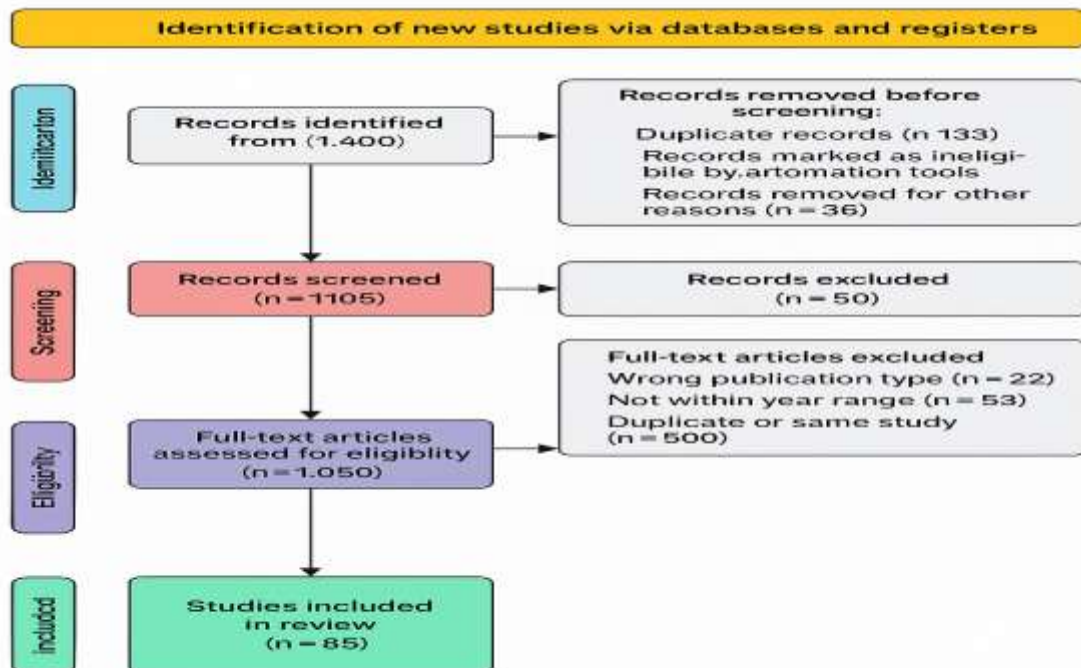 Identification of new studies via databases and registers
Idemiitcarton
Records identified
from (1.400)
Records removed before
screening:
Duplicate records (n 133)
Records marked as ineligi-
bile by.artomation tools
Records removed for other
reasons (n = 36)
Screening
Records screened
(n = 1105)
Records excluded
(n = 50)
Full-text articles excluded
Wrong publication type (n = 22)
Not within year range (n = 53)
Duplicate or same study
(n = 500)
Full-text articles
assessed for eligiblity
(n = 1.050)
Studies included
in review
(n = 85)